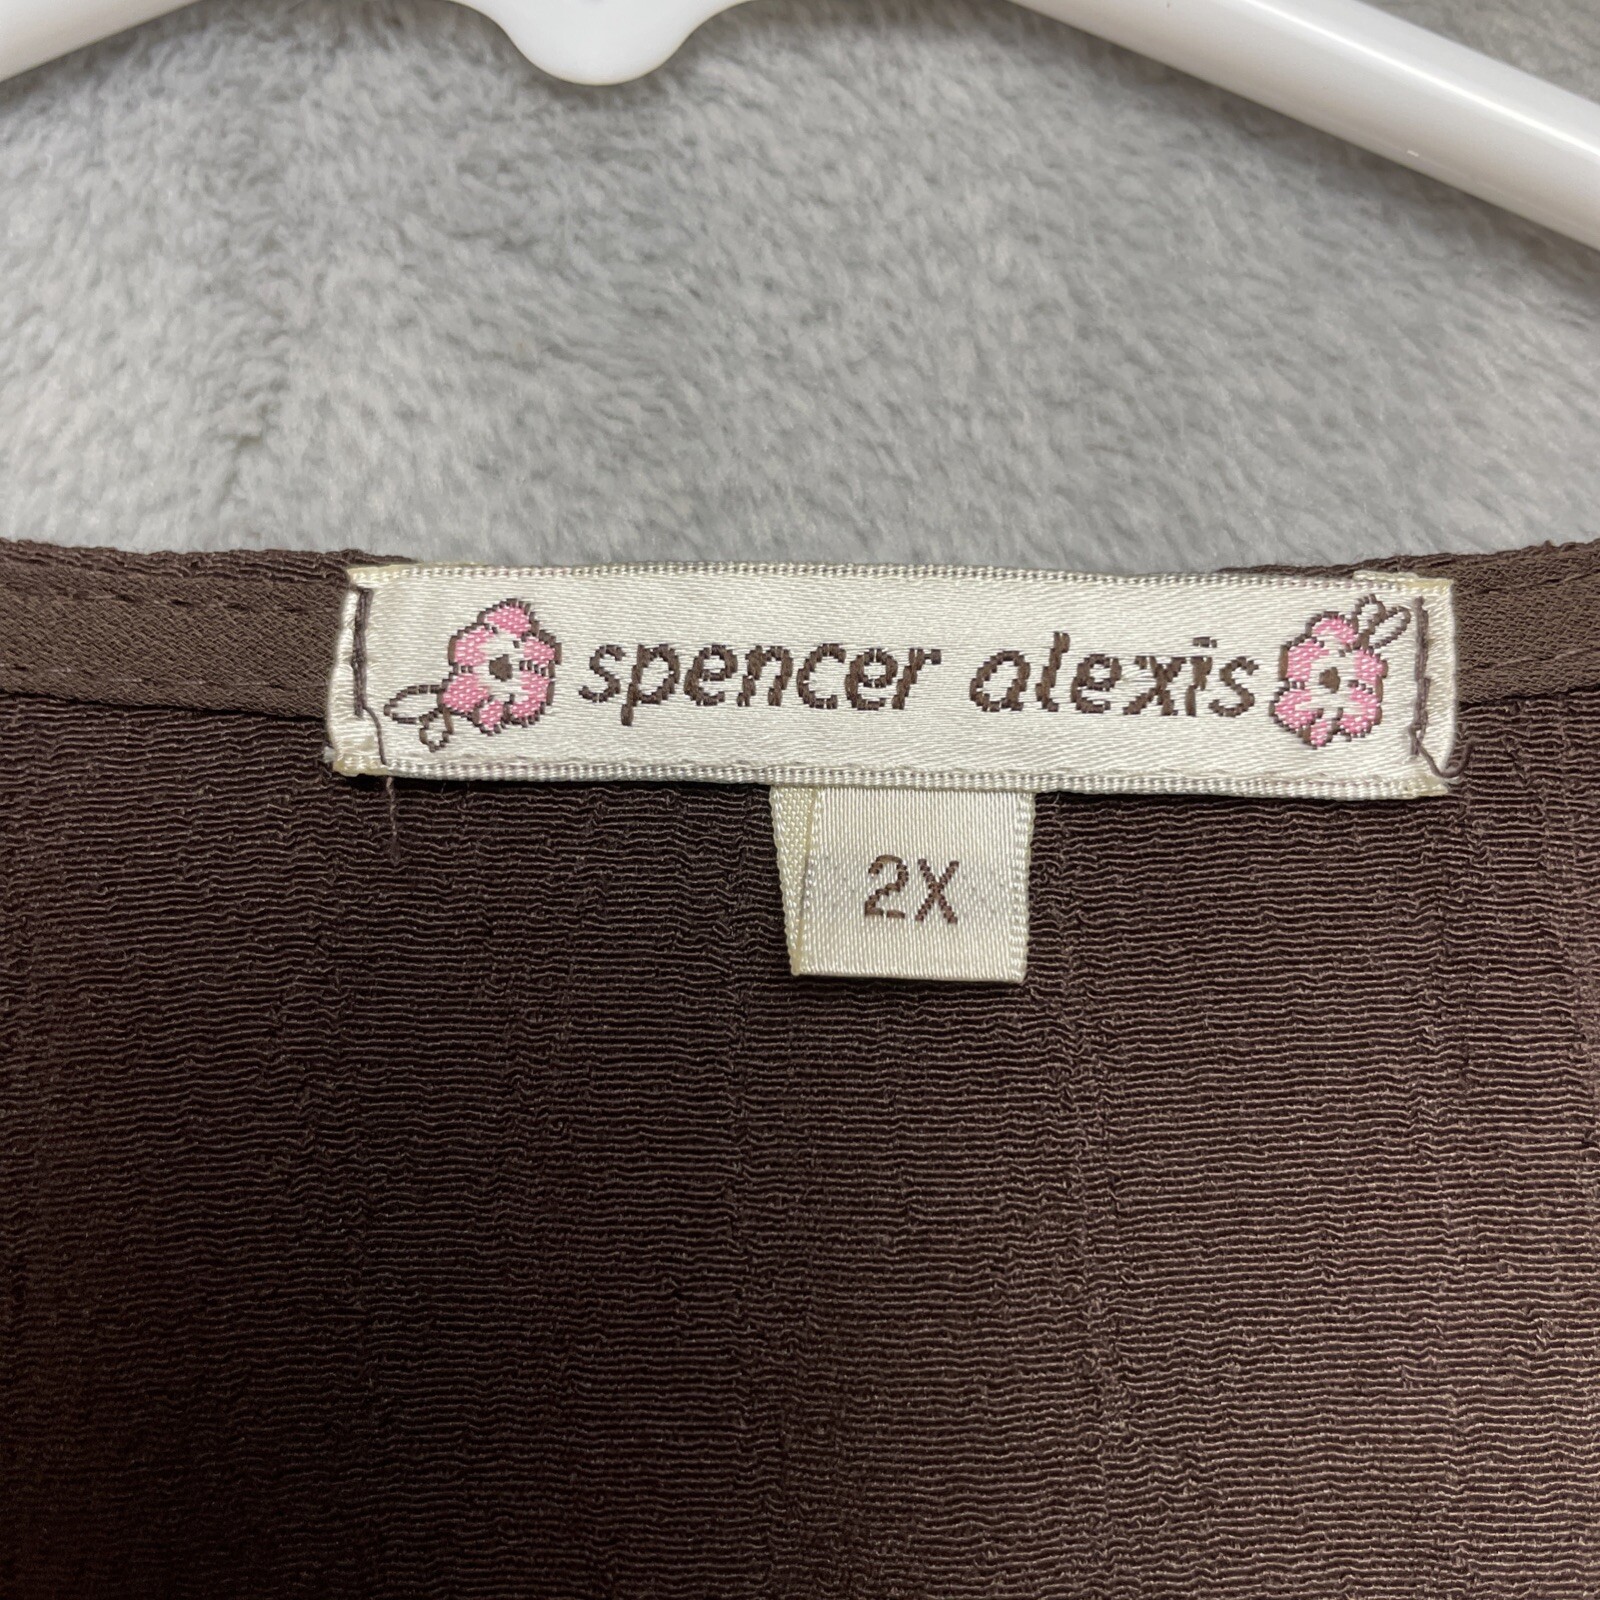 spencer alexis
2X